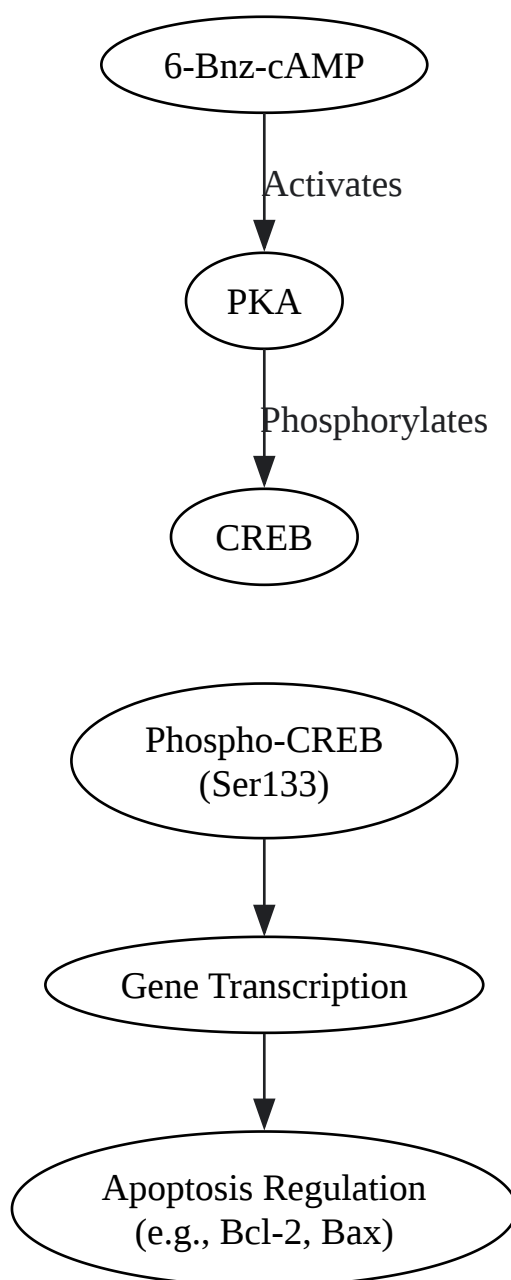 6-Bnz-cAMP
Activates
PKA
Phosphorylates
CREB
Phospho-CREB
(Ser133)
Gene Transcription
Apoptosis Regulation
(e.g., Bcl-2, Bax)